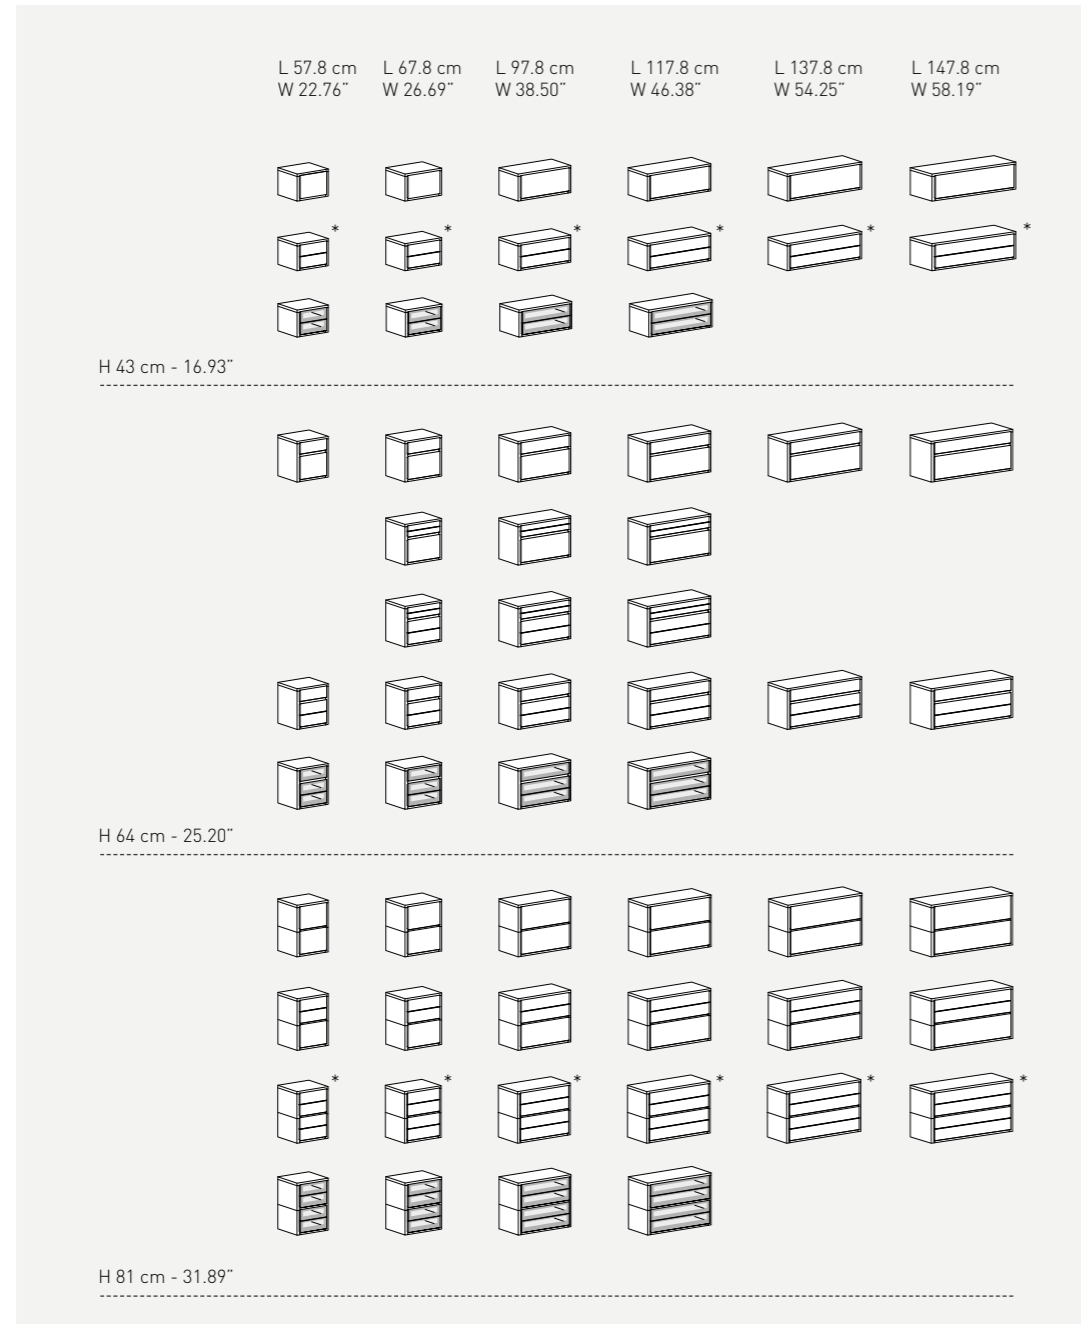 L 57.8 cm L 67.8 cm L 97.8 cm L 117.8 cm L 137.8 cm L 147.8 cm
W 22.76″ W 26.69″ W 38.50″ W 46.38″ W 54.25″ W 58.19″
* * * * * *
H 43 cm - 16.93″
H 64 cm - 25.20″
* * * * * *
H 81 cm - 31.89″